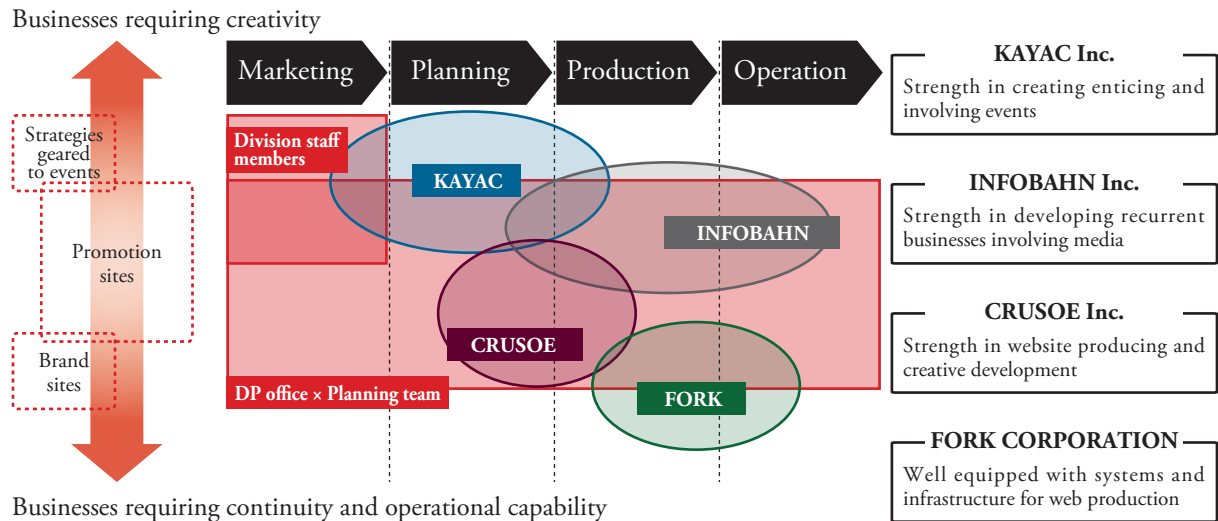 Businesses requiring creativity
Marketing
Planning
Production
Operation
Strategies
geared
to events
Promotion
sites
Brand
sites
Division staff
members
KAYAC
INFOBAHN
CRUSOE
DP office × Planning team
FORK
KAYAC Inc.
Strength in creating enticing and
involving events
INFOBAHN Inc.
Strength in developing recurrent
businesses involving media
CRUSOE Inc.
Strength in website producing and
creative development
FORK CORPORATION
Well equipped with systems and
infrastructure for web production
Businesses requiring continuity and operational capability